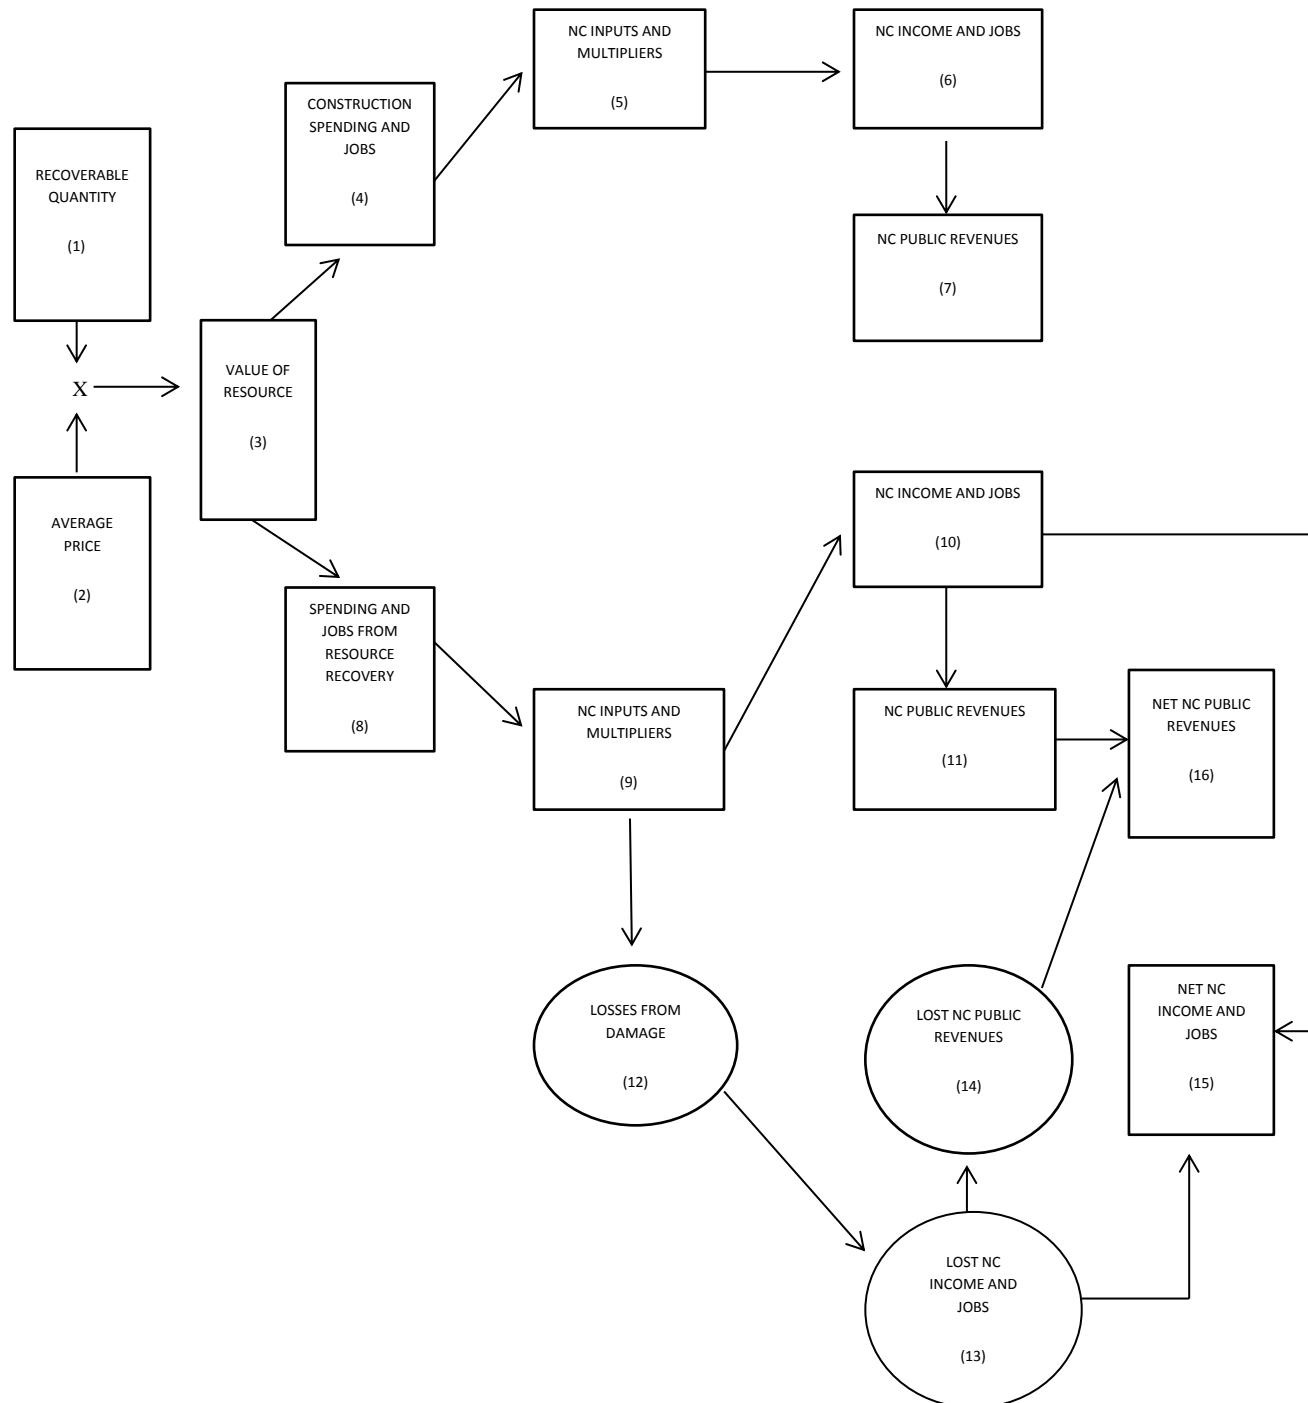 RECOVERABLE
QUANTITY
(1)
X
AVERAGE
PRICE
(2)
VALUE OF
RESOURCE
(3)
CONSTRUCTION
SPENDING AND
JOBS
(4)
NC INPUTS AND
MULTIPLIERS
(5)
NC INCOME AND JOBS
(6)
NC PUBLIC REVENUES
(7)
SPENDING AND
JOBS FROM
RESOURCE
RECOVERY
(8)
NC INPUTS AND
MULTIPLIERS
(9)
NC INCOME AND JOBS
(10)
NC PUBLIC REVENUES
(11)
LOSSES FROM
DAMAGE
(12)
LOST NC
INCOME AND
JOBS
(13)
LOST NC PUBLIC
REVENUES
(14)
NET NC
INCOME AND
JOBS
(15)
NET NC PUBLIC
REVENUES
(16)